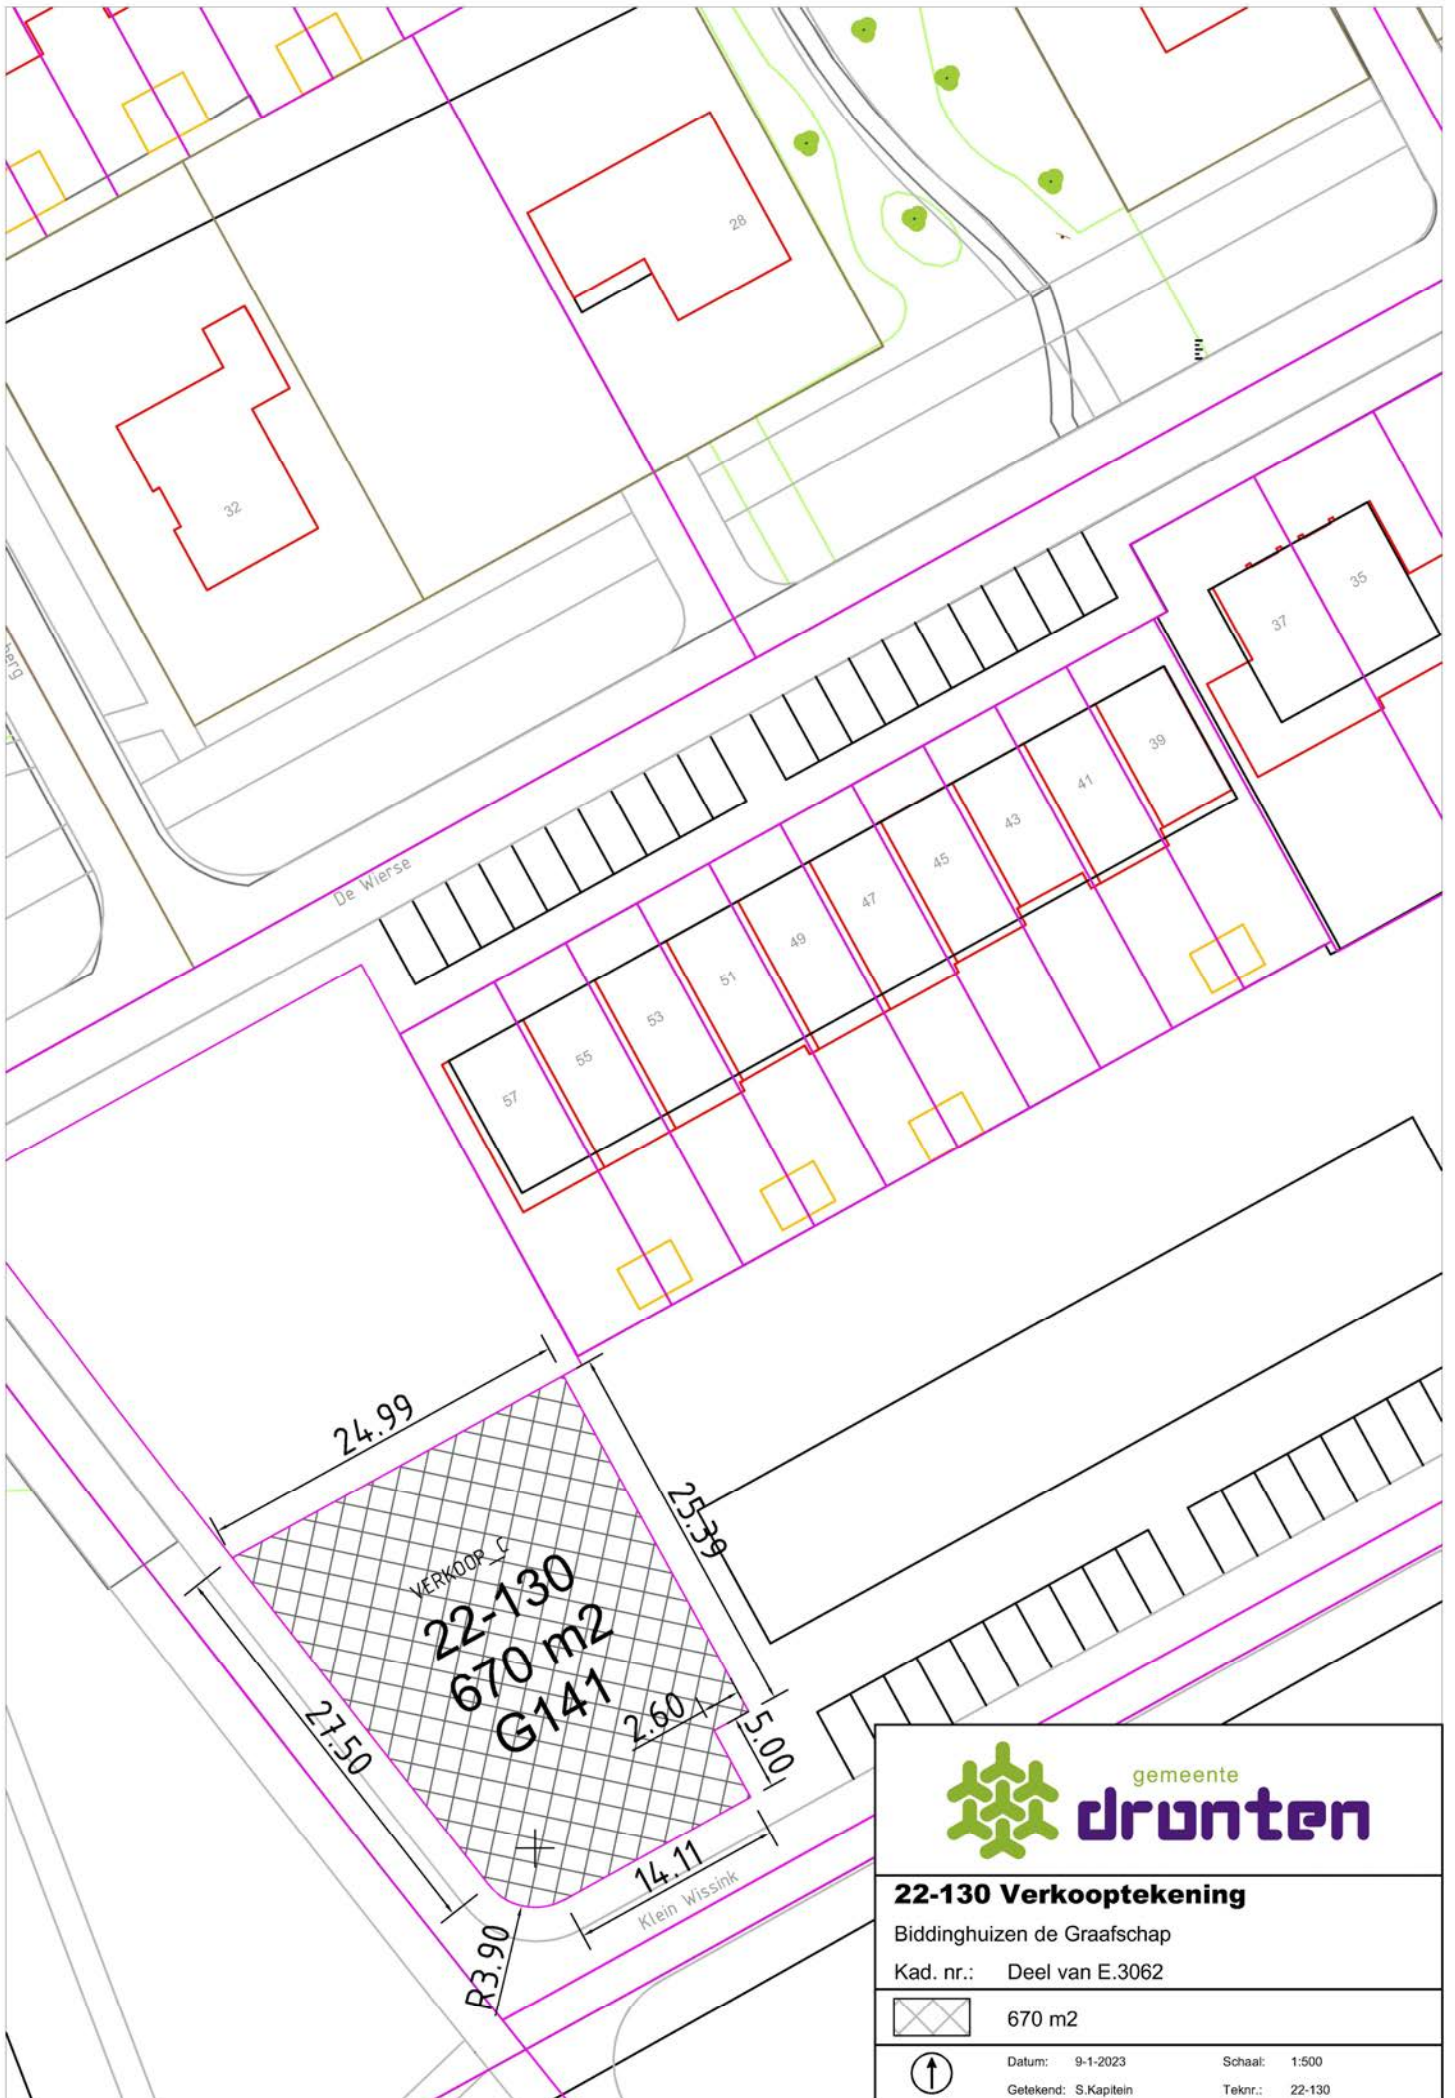 28
32
berg
35
37
39
41
43
45
47
49
51
53
55
57
De Wierse
24.99
25.39
VERKOOP_C
22-130
670 m2
G141
2.60
5.00
27.50
14.11
Klein Wissink
R3.90
gemeente
dronten
22-130 Verkooptekening
Biddinghuizen de Graafschap
Kad. nr.: Deel van E.3062
670 m2
Datum: 9-1-2023 Schaal: 1:500
Getekend: S.Kapitein Teknr.: 22-130